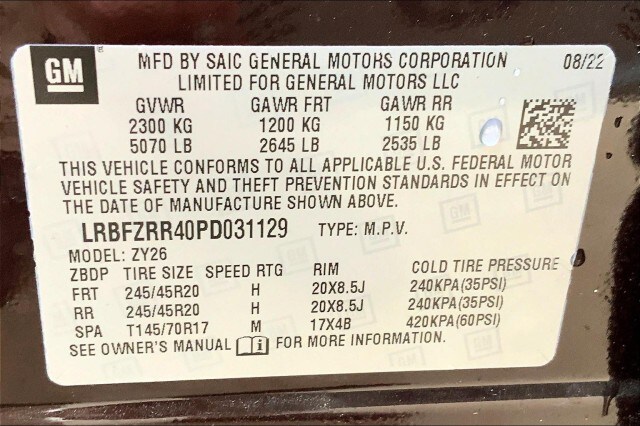 GM
MFD BY SAIC GENERAL MOTORS CORPORATION 08/22
LIMITED FOR GENERAL MOTORS LLC
GVWR GAWR FRT GAWR RR
2300 KG 1200 KG 1150 KG
5070 LB 2645 LB 2535 LB
THIS VEHICLE CONFORMS TO ALL APPLICABLE U.S. FEDERAL MOTOR
VEHICLE SAFETY AND THEFT PREVENTION STANDARDS IN EFFECT ON
THE DATE OF MANUFACTURE SHOWN ABOVE.
LRBFZRR40PD031129 TYPE: M.P.V.
MODEL: ZY26
ZBDP TIRE SIZE SPEED RTG RIM COLD TIRE PRESSURE
FRT 245/45R20 H 20X8.5J 240KPA(35PSI)
RR 245/45R20 H 20X8.5J 240KPA(35PSI)
SPA T145/70R17 M 17X4B 420KPA(60PSI)
SEE OWNER'S MANUAL i FOR MORE INFORMATION.